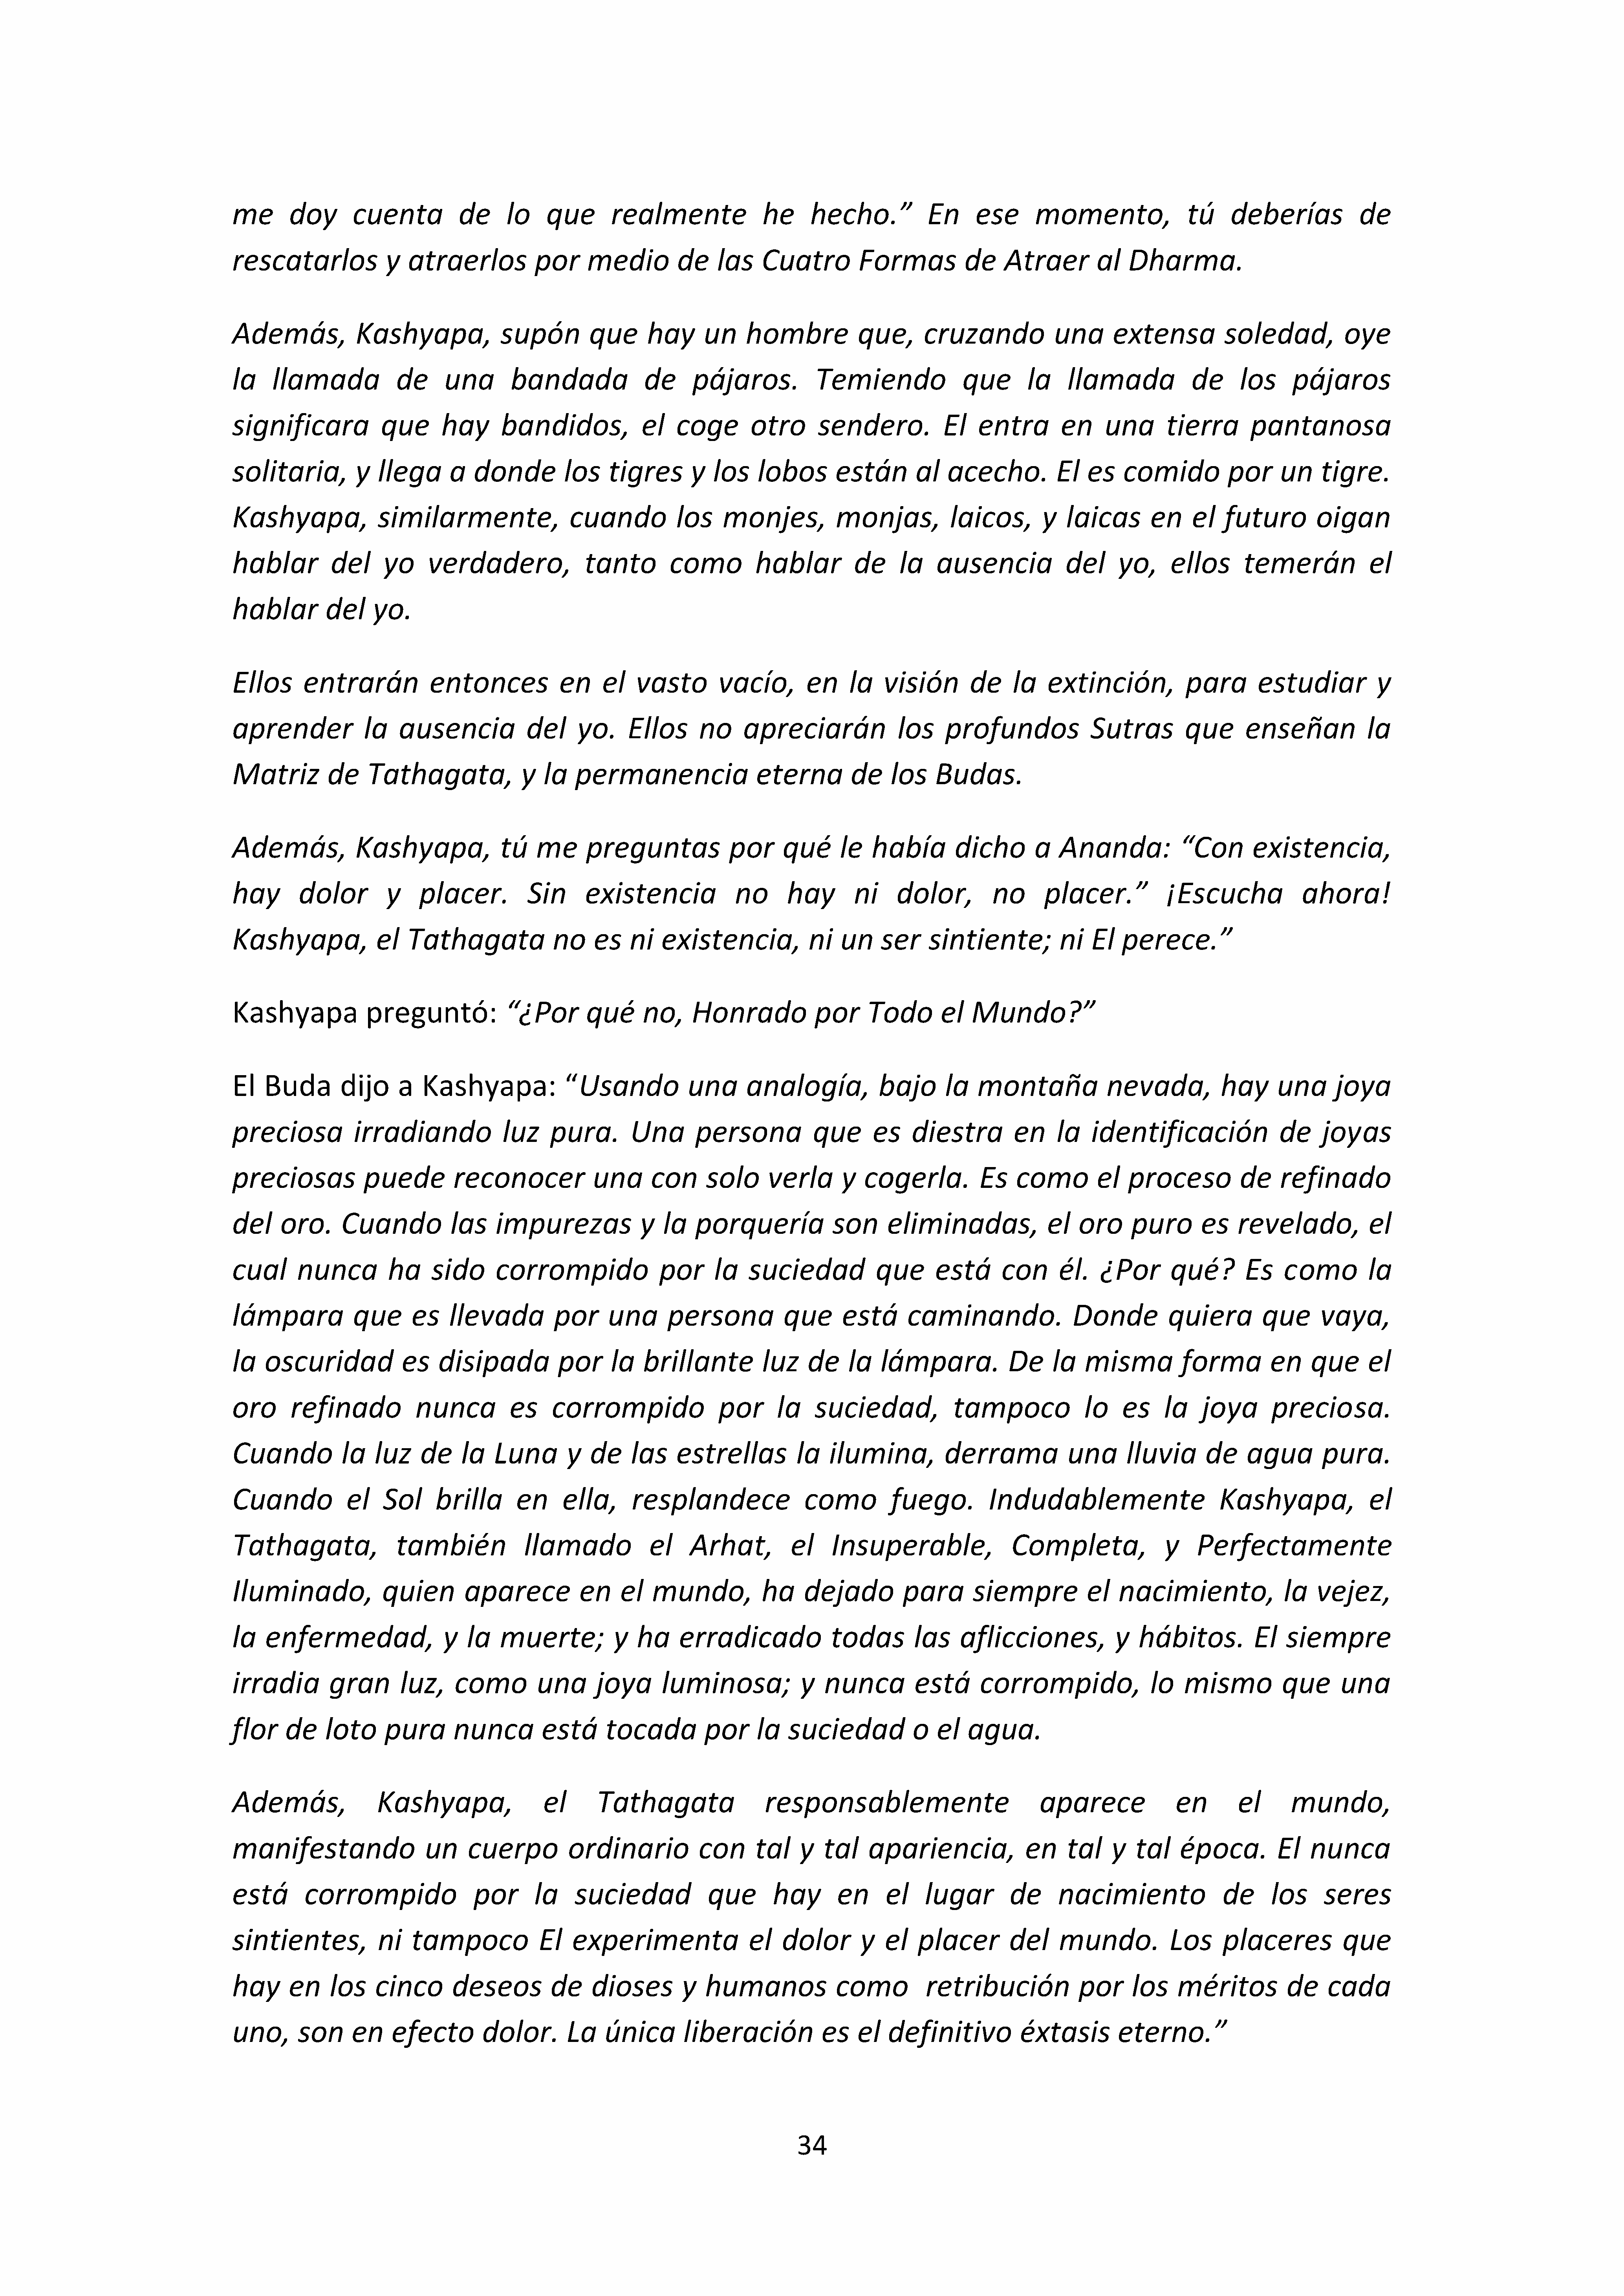 me doy cuenta de lo que realmente he hecho.” En ese momento, tú deberías de
rescatarlos y atraerlos por medio de las Cuatro Formas de Atraer al Dharma.
Además, Kashyapa, supón que hay un hombre que, cruzando una extensa soledad, oye
la llamada de una bandada de pájaros. Temiendo que la llamada de los pájaros
significara que hay bandidos, el coge otro sendero. El entra en una tierra pantanosa
solitaria, y llega a donde los tigres y los lobos están al acecho. El es comido por un tigre.
Kashyapa, similarmente, cuando los monjes, monjas, laicos, y laicas en el futuro oigan
hablar del yo verdadero, tanto como hablar de la ausencia del yo, ellos temerán el
hablar del yo.
Ellos entrarán entonces en el vasto vacío, en la visión de la extinción, para estudiar y
aprender la ausencia del yo. Ellos no apreciarán los profundos Sutras que enseñan la
Matriz de Tathagata, y la permanencia eterna de los Budas.
Además, Kashyapa, tú me preguntas por qué le había dicho a Ananda: “Con existencia,
hay dolor y placer. Sin existencia no hay ni dolor, no placer.” ¡Escucha ahora!
Kashyapa, el Tathagata no es ni existencia, ni un ser sintiente; ni El perece.”
Kashyapa preguntó: “¿Por qué no, Honrado por Todo el Mundo?”
El Buda dijo a Kashyapa: “Usando una analogía, bajo la montaña nevada, hay una joya
preciosa irradiando luz pura. Una persona que es diestra en la identificación de joyas
preciosas puede reconocer una con solo verla y cogerla. Es como el proceso de refinado
del oro. Cuando las impurezas y la porquería son eliminadas, el oro puro es revelado, el
cual nunca ha sido corrompido por la suciedad que está con él. ¿Por qué? Es como la
lámpara que es llevada por una persona que está caminando. Donde quiera que vaya,
la oscuridad es disipada por la brillante luz de la lámpara. De la misma forma en que el
oro refinado nunca es corrompido por la suciedad, tampoco lo es la joya preciosa.
Cuando la luz de la Luna y de las estrellas la ilumina, derrama una lluvia de agua pura.
Cuando el Sol brilla en ella, resplandece como fuego. Indudablemente Kashyapa, el
Tathagata, también llamado el Arhat, el Insuperable, Completa, y Perfectamente
Iluminado, quien aparece en el mundo, ha dejado para siempre el nacimiento, la vejez,
la enfermedad, y la muerte; y ha erradicado todas las aflicciones, y hábitos. El siempre
irradia gran luz, como una joya luminosa; y nunca está corrompido, lo mismo que una
flor de loto pura nunca está tocada por la suciedad o el agua.
Además, Kashyapa, el Tathagata responsablemente aparece en el mundo,
manifestando un cuerpo ordinario con tal y tal apariencia, en tal y tal época. El nunca
está corrompido por la suciedad que hay en el lugar de nacimiento de los seres
sintientes, ni tampoco El experimenta el dolor y el placer del mundo. Los placeres que
hay en los cinco deseos de dioses y humanos como  retribución por los méritos de cada
uno, son en efecto dolor. La única liberación es el definitivo éxtasis eterno.”
34